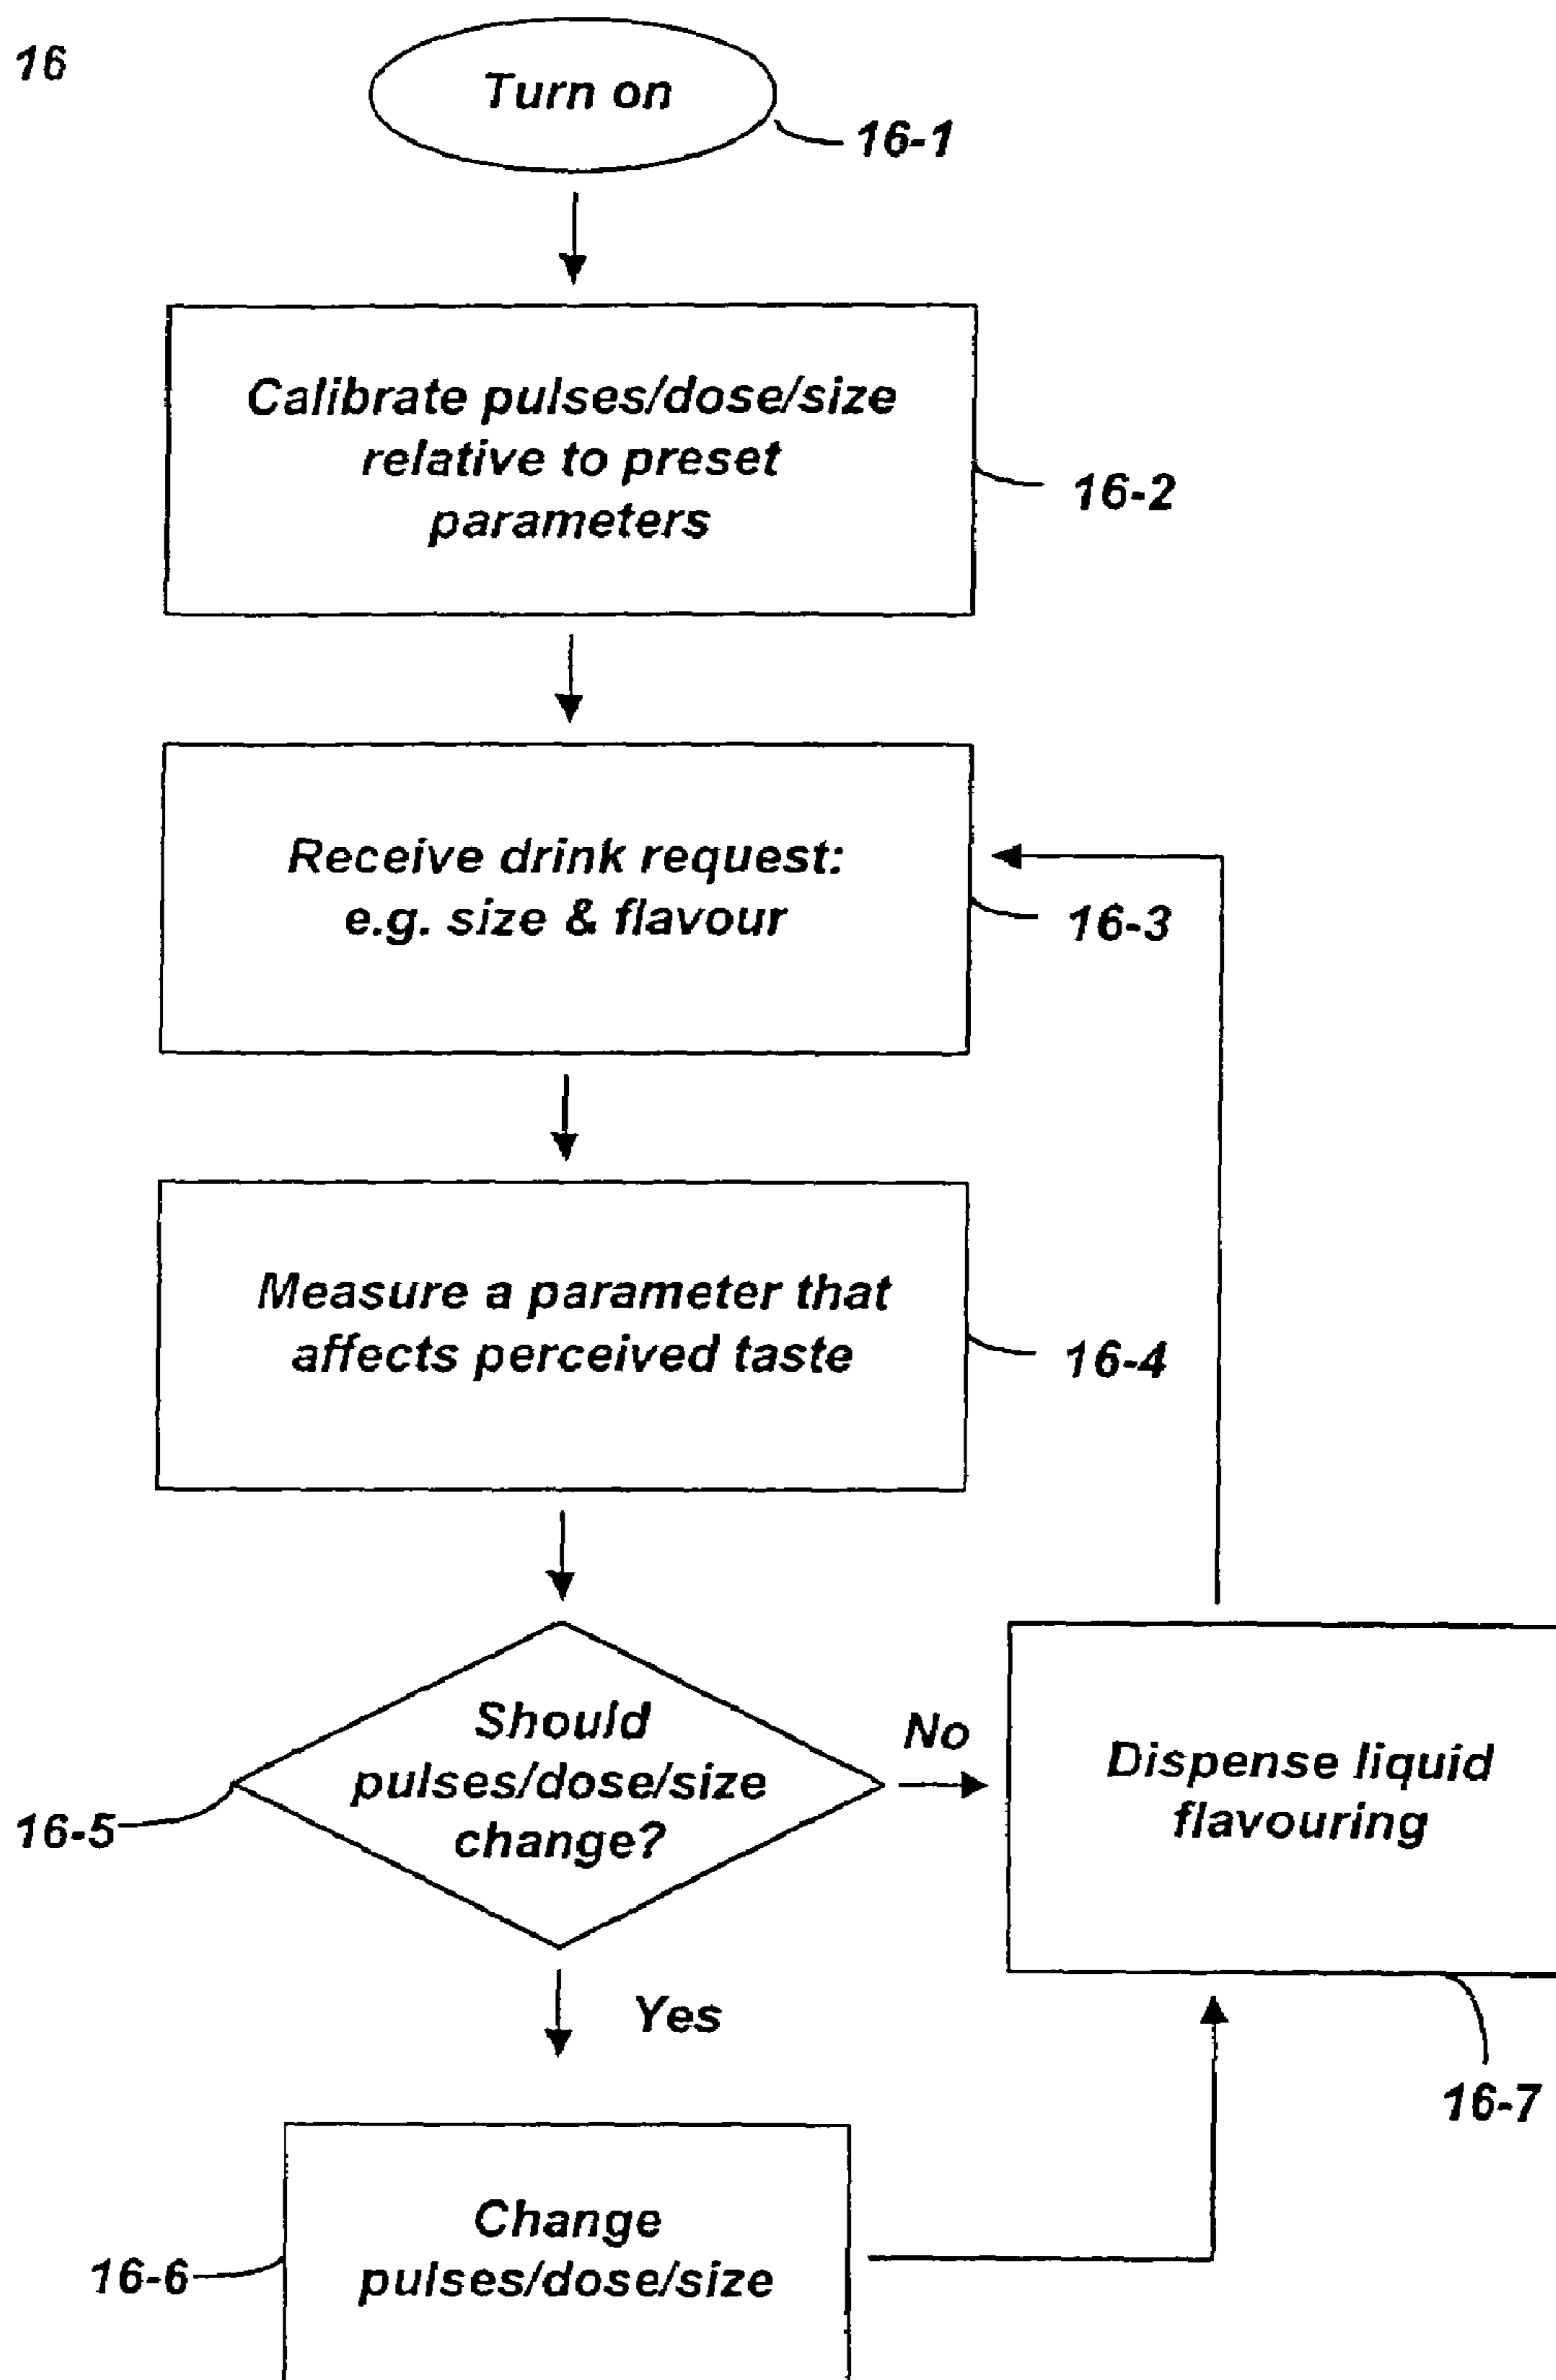 16
Turn on
16-1
Calibrate pulses/dose/size
relative to preset
parameters
16-2
Receive drink request:
e.g. size & flavour
16-3
Measure a parameter that
affects perceived taste
16-4
Should
pulses/dose/size
change?
16-5
No
Dispense liquid
flavouring
16-7
Yes
Change
pulses/dose/size
16-6